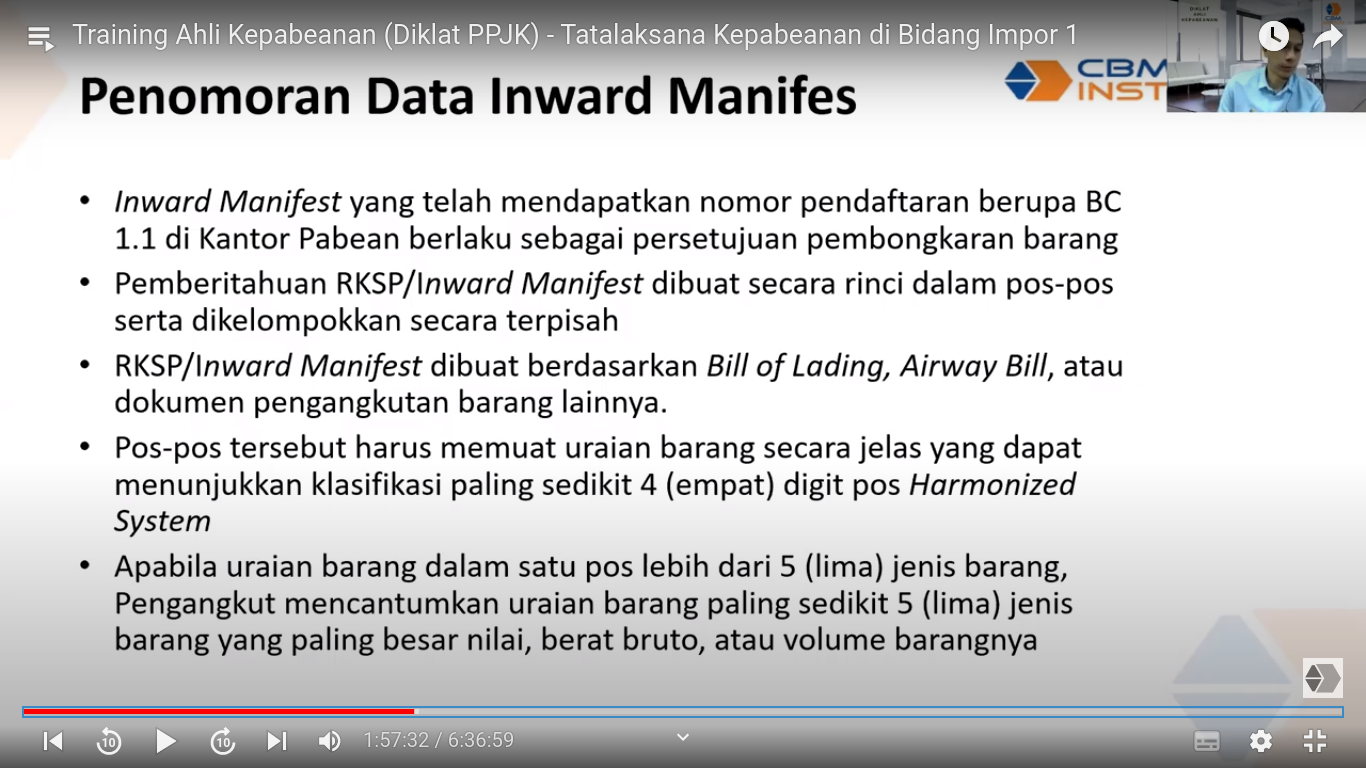 Training Ahli Kepabeanan (Diklat PPJK) - Tatalaksana Kepabeanan di Bidang Impor 1
DIKLAT
AHLI
KEPABEANAN
CBM
INST
Penomoran Data Inward Manifes
• Inward Manifest yang telah mendapatkan nomor pendaftaran berupa BC
1.1 di Kantor Pabean berlaku sebagai persetujuan pembongkaran barang
• Pemberitahuan RKSP/Inward Manifest dibuat secara rinci dalam pos-pos
serta dikelompokkan secara terpisah
• RKSP/Inward Manifest dibuat berdasarkan Bill of Lading, Airway Bill, atau
dokumen pengangkutan barang lainnya.
• Pos-pos tersebut harus memuat uraian barang secara jelas yang dapat
menunjukkan klasifikasi paling sedikit 4 (empat) digit pos Harmonized
System
• Apabila uraian barang dalam satu pos lebih dari 5 (lima) jenis barang,
Pengangkut mencantumkan uraian barang paling sedikit 5 (lima) jenis
barang yang paling besar nilai, berat bruto, atau volume barangnya
10
10
1:57:32 / 6:36:59